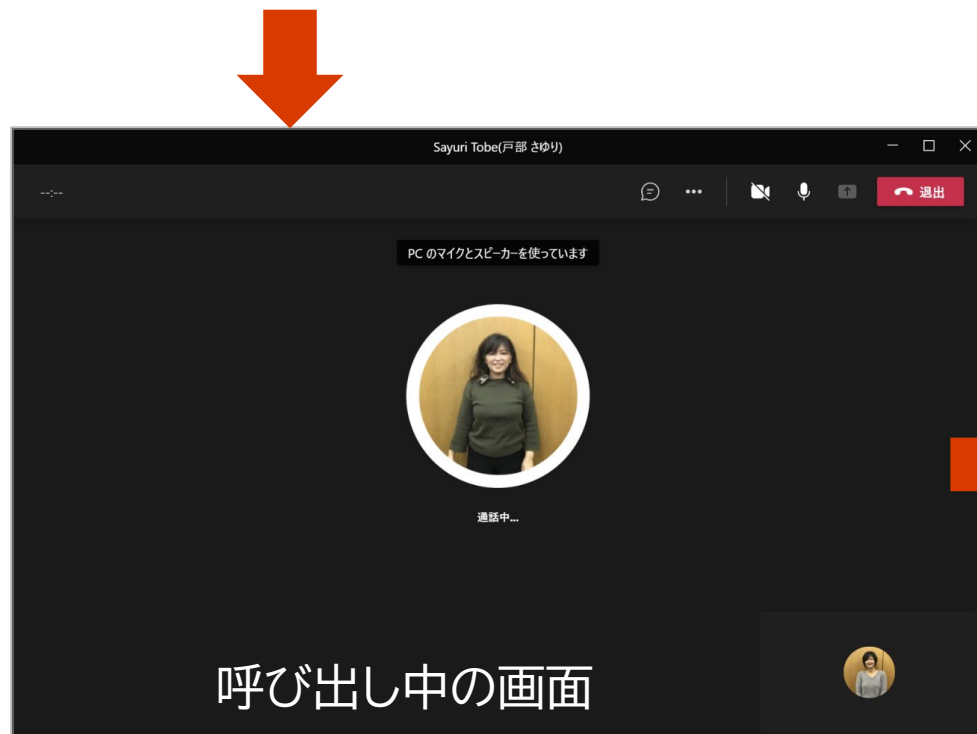 Sayuri Tobe(戸部 さゆり)
--:--
退出
PC のマイクとスピーカーを使っています
通話中...
呼び出し中の画面